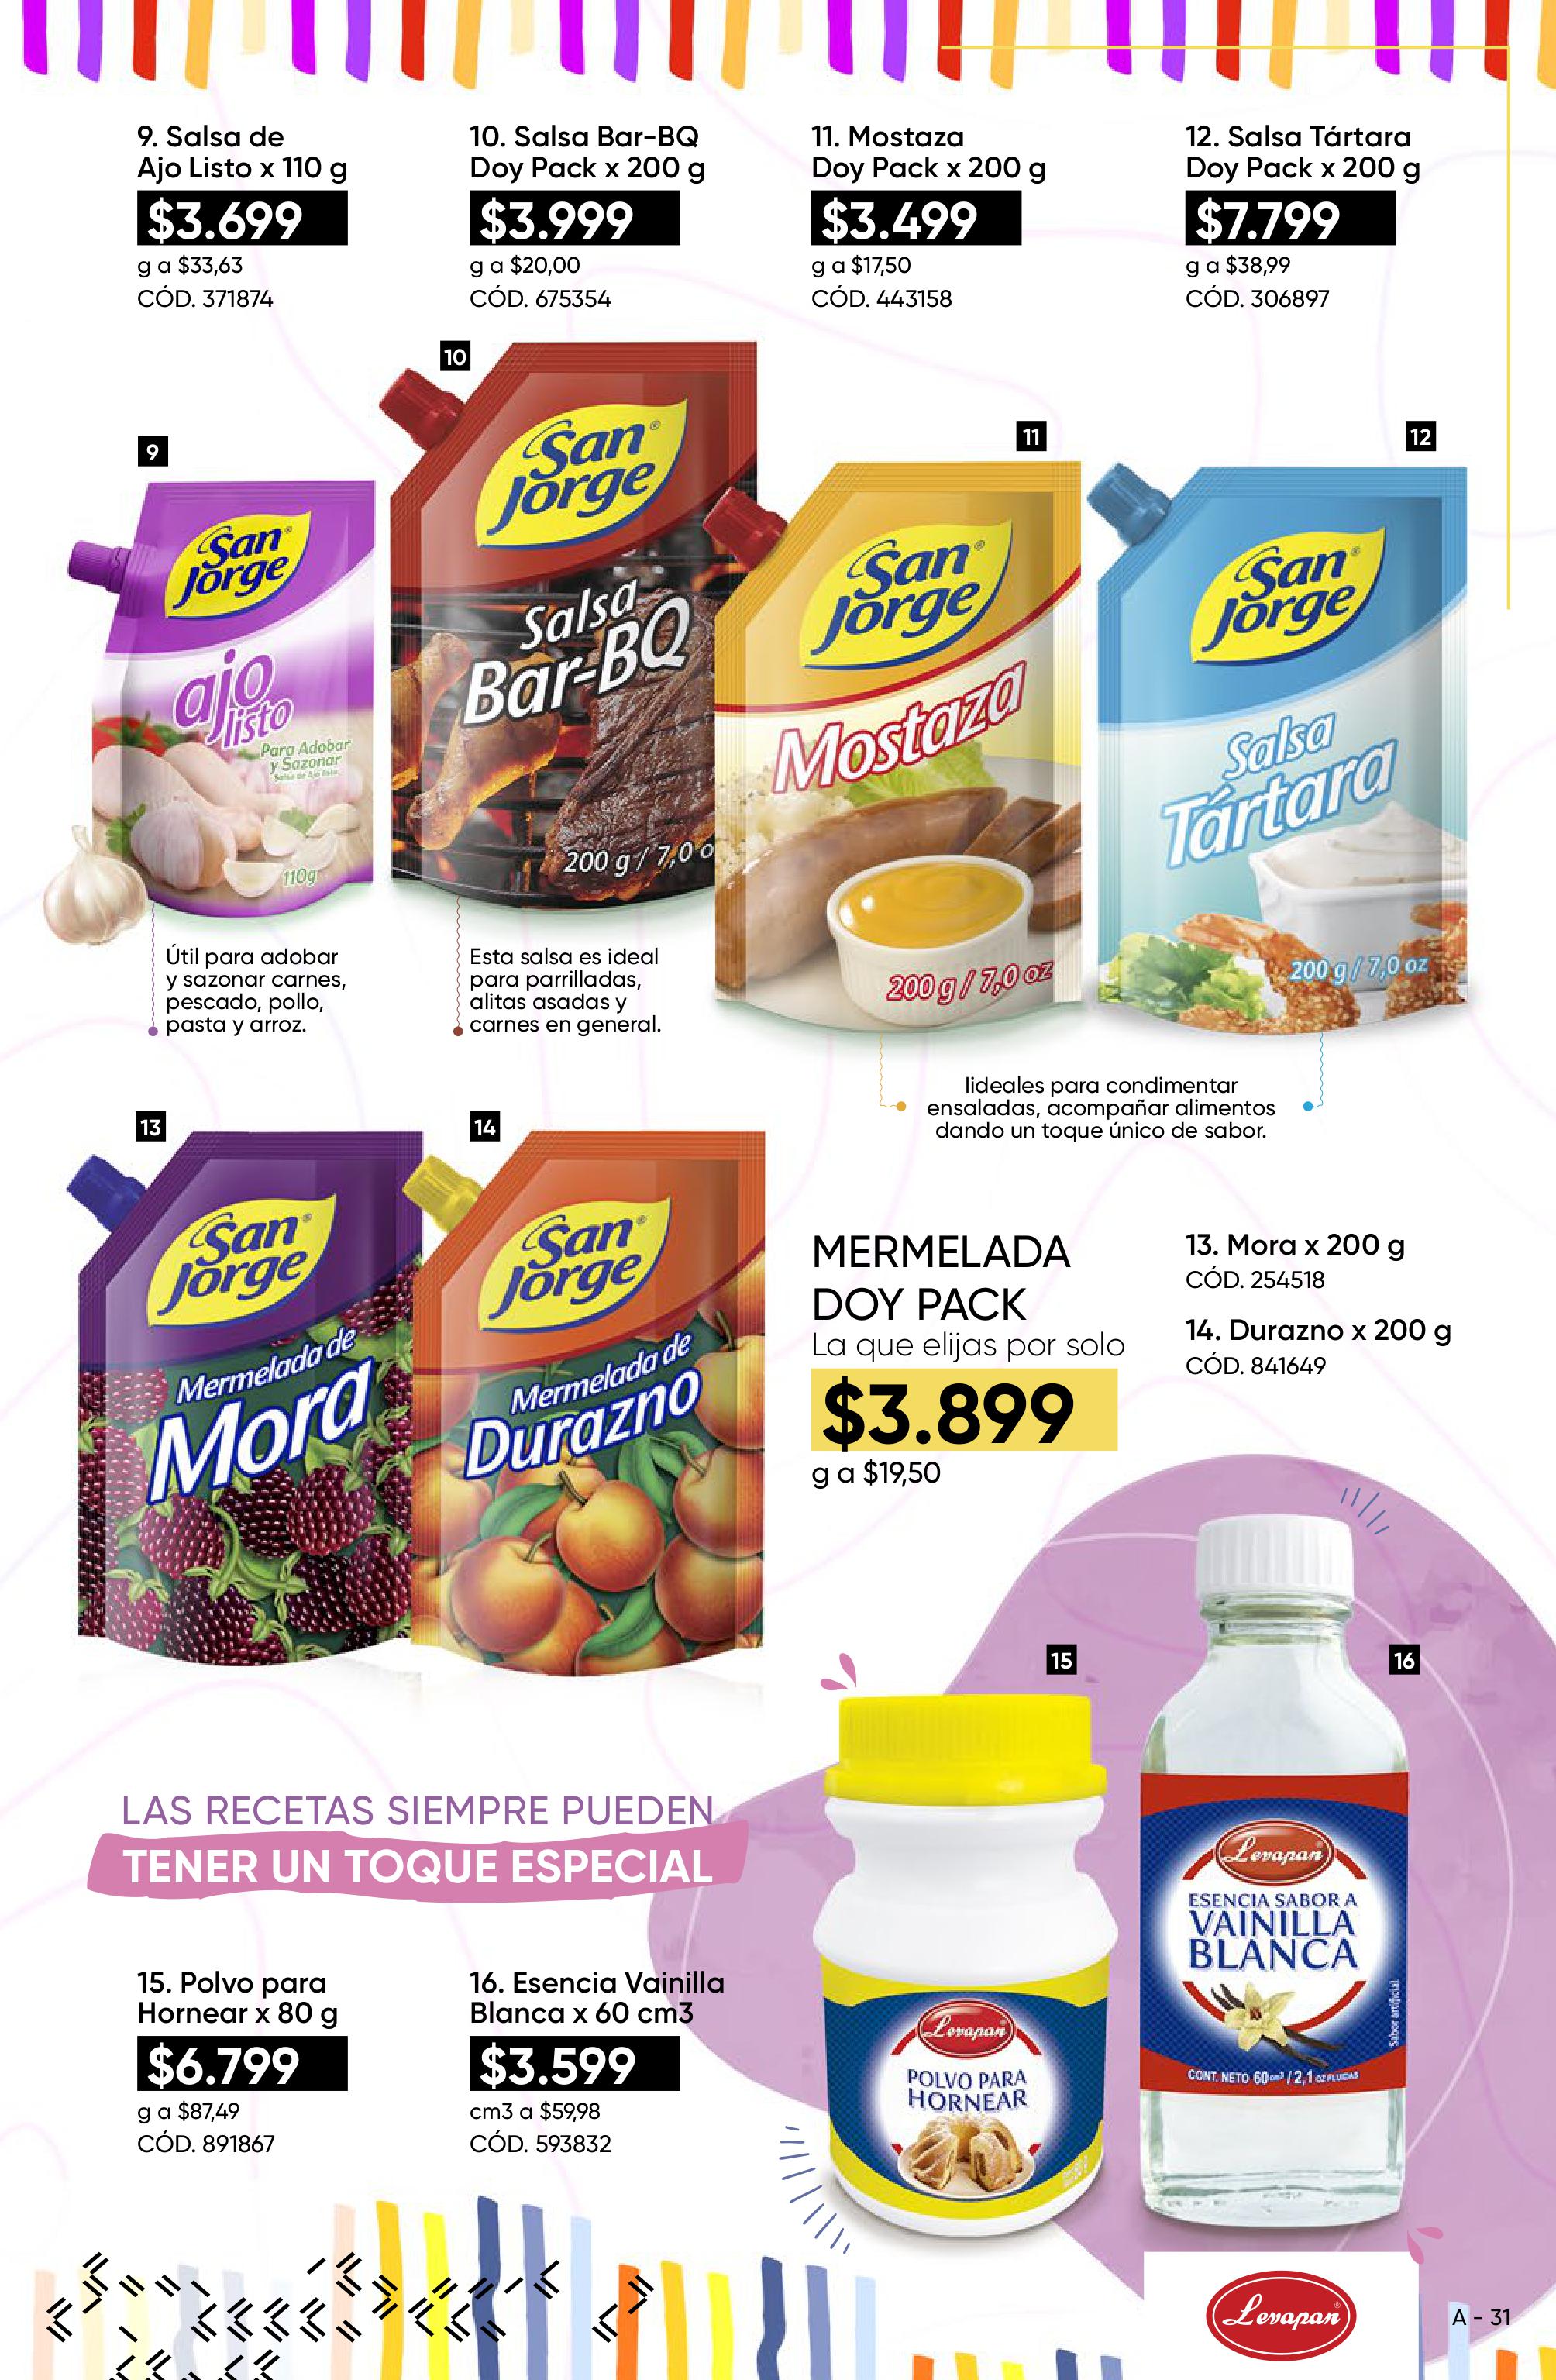 9. Salsa de
Ajo Listo x 110 g
$3.699
g a $33,63
CÓD. 371874
10. Salsa Bar-BQ
Doy Pack x 200 g
$3.999
g a $20,00
CÓD. 675354
11. Mostaza
Doy Pack x 200 g
$3.499
g a $17,50
CÓD. 443158
12. Salsa Tártara
Doy Pack x 200 g
$7.799
g a $38,99
CÓD. 306897
9
San
Jorge
ajo
listo
Para Adobar
y Sazonar
Salsa de Ajo listo
110g
10
San
Jorge
Salsa
Bar-BQ
200 g / 7,0 o
11
San
Jorge
Mostaza
200 g / 7,0 oz
12
San
Jorge
Salsa
Tártara
200 g / 7,0 oz
Útil para adobar
y sazonar carnes,
pescado, pollo,
pasta y arroz.
Esta salsa es ideal
para parrilladas,
alitas asadas y
carnes en general.
Iideales para condimentar
ensaladas, acompañar alimentos
dando un toque único de sabor.
13
San
Jorge
Mermelada de
Mora
14
San
Jorge
Mermelada de
Durazno
MERMELADA
DOY PACK
La que elijas por solo
$3.899
g a $19,50
13. Mora x 200 g
CÓD. 254518
14. Durazno x 200 g
CÓD. 841649
LAS RECETAS SIEMPRE PUEDEN
TENER UN TOQUE ESPECIAL
15. Polvo para
Hornear x 80 g
$6.799
g a $87,49
CÓD. 891867
16. Esencia Vainilla
Blanca x 60 cm3
$3.599
cm3 a $59,98
CÓD. 593832
15
Levapan
POLVO PARA
HORNEAR
16
Levapan
ESENCIA SABOR A
VAINILLA
BLANCA
Sabor artificial
CONT. NETO 60 cm³ / 2,1 OZ FLUIDAS
Levapan
A - 31